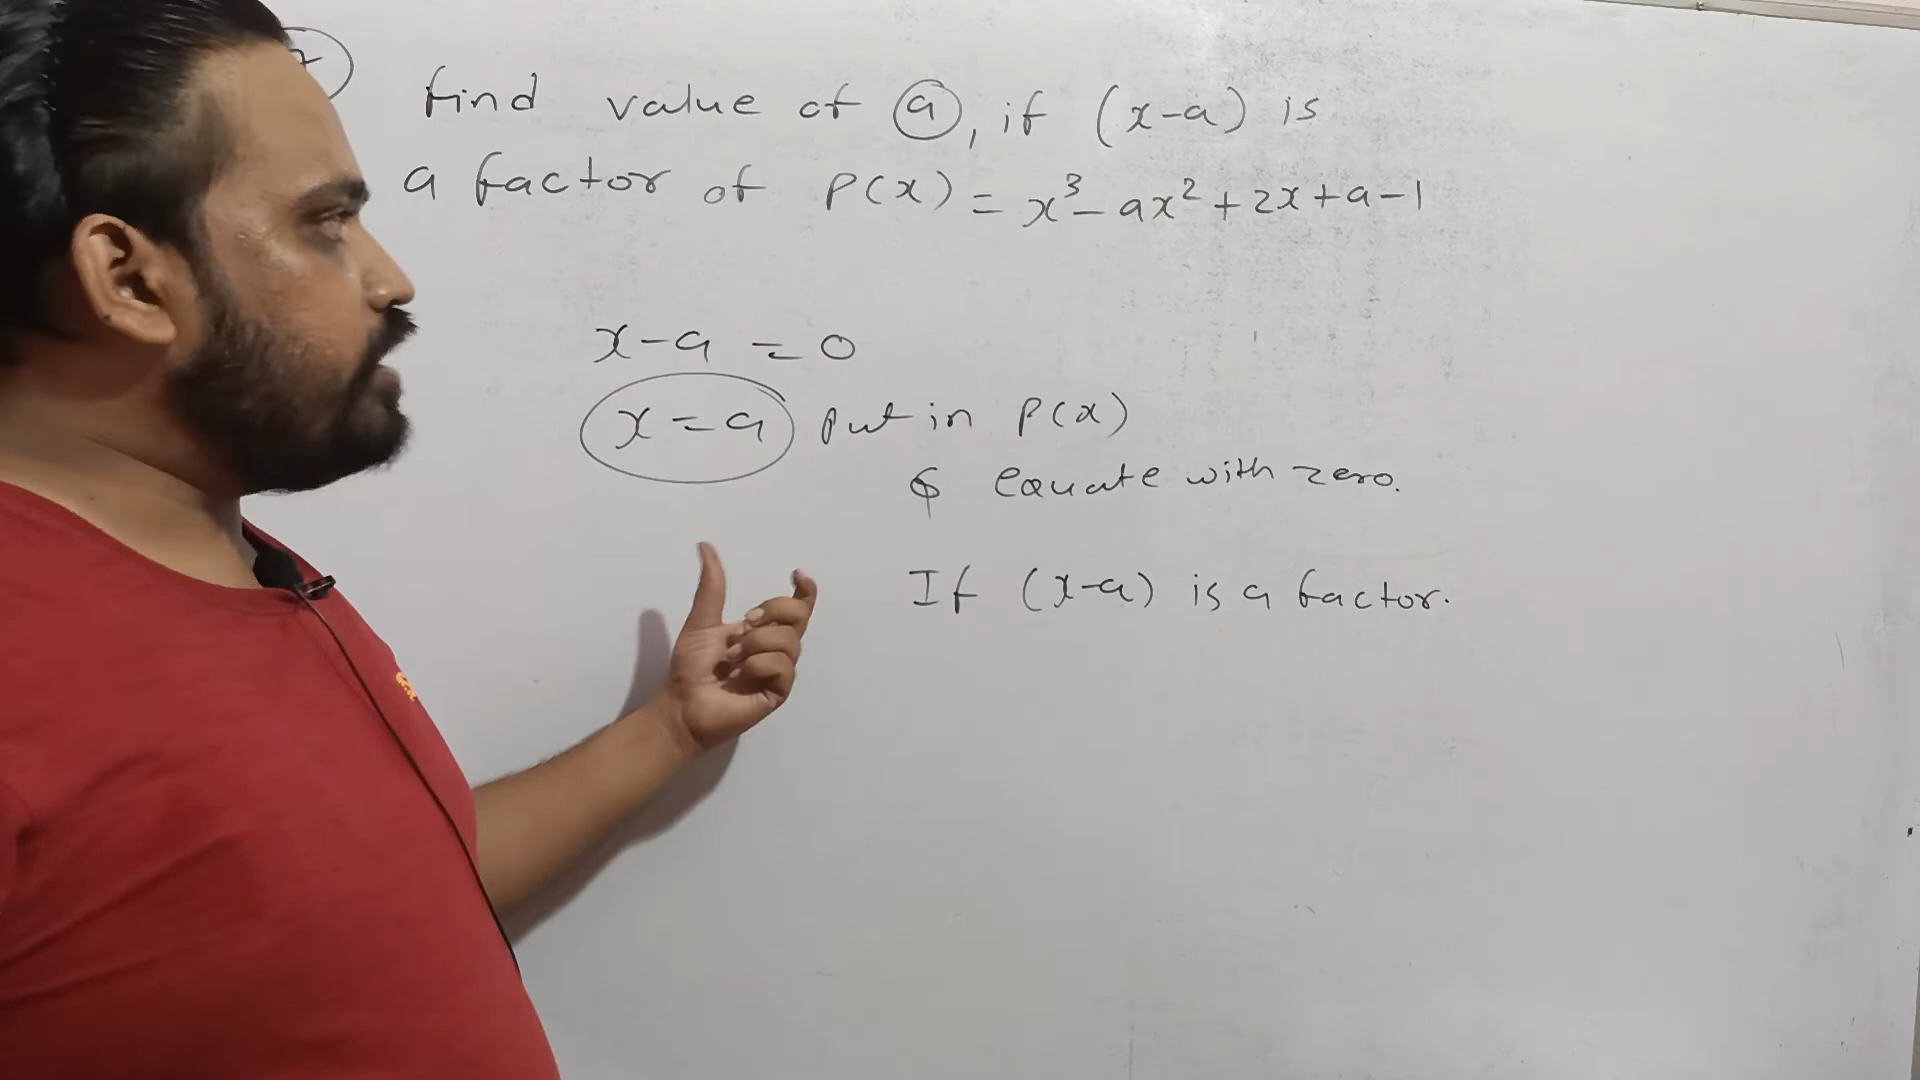 find value of a, if (x-a) is
a factor of P(x) = x³ - ax² + 2x + a - 1
x - a = 0
x = a put in P(x)
& equate with zero.
If (x-a) is a factor.